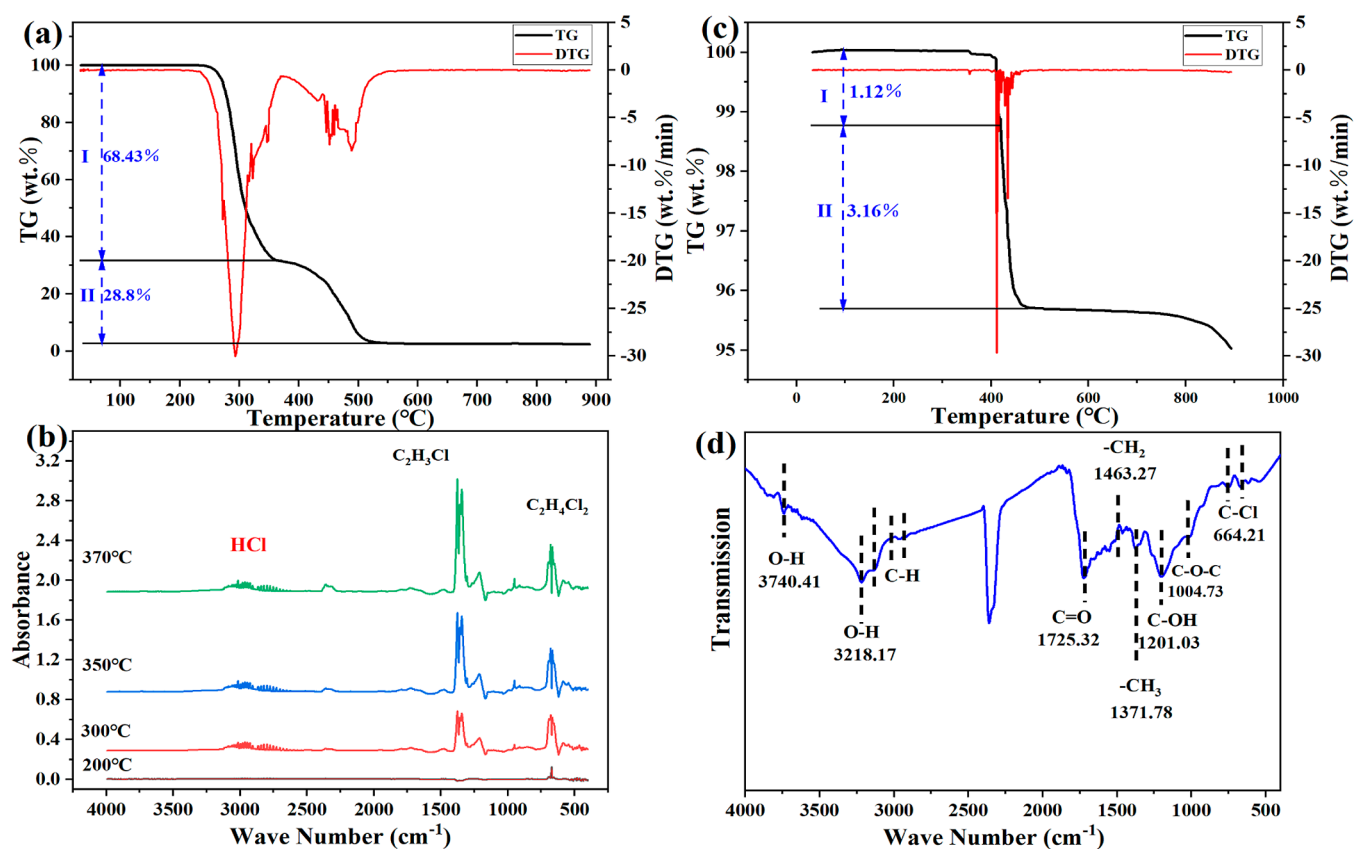 (a)
TG
DTG
100
80
60
40
20
0
TG (wt.%)
I
68.43%
II
28.8%
5
0
-5
-10
-15
-20
-25
-30
DTG (wt.%/min)
100
200
300
400
500
600
700
800
900
Temperature (℃)
(c)
TG
DTG
100
99
98
97
96
95
TG (wt.%)
I
1.12%
II
3.16%
5
0
-5
-10
-15
-20
-25
-30
DTG (wt.%/min)
0
200
400
600
800
1000
Temperature (℃)
(b)
3.2
2.8
2.4
2.0
1.6
1.2
0.8
0.4
0.0
Absorbance
C₂H₃Cl
C₂H₄Cl₂
HCl
370℃
350℃
300℃
200℃
4000
3500
3000
2500
2000
1500
1000
500
Wave Number (cm⁻¹)
(d)
Transmission
-CH₂
1463.27
O-H
3740.41
O-H
3218.17
C-H
C=O
1725.32
-CH₃
1371.78
C-OH
1201.03
C-O-C
1004.73
C-Cl
664.21
4000
3500
3000
2500
2000
1500
1000
500
Wave Number (cm⁻¹)